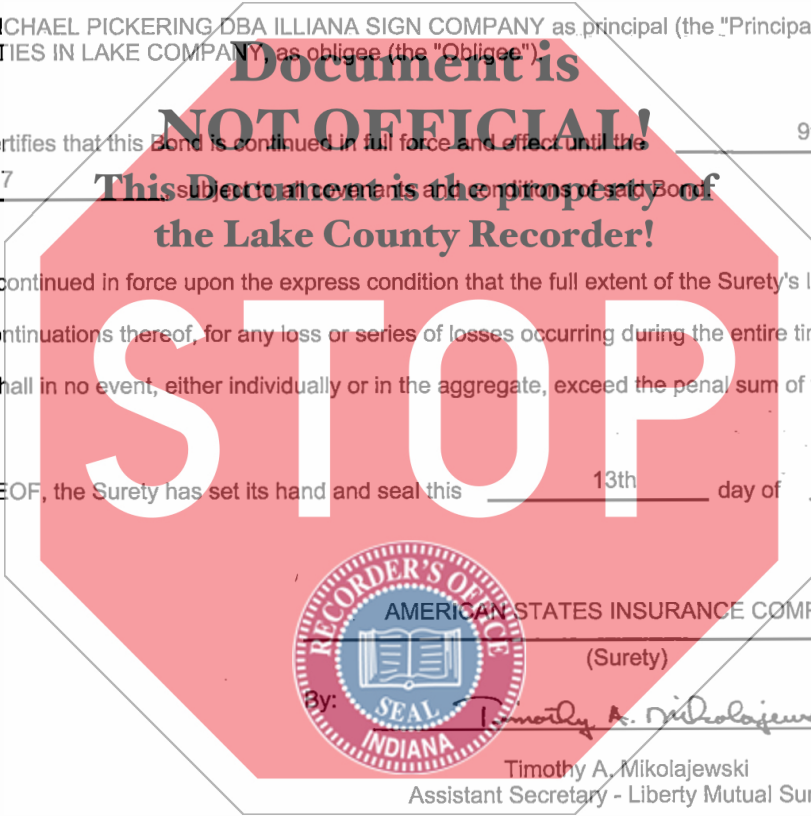 CHAEL PICKERING DBA ILLIANA SIGN COMPANY as principal (the "Principa
TIES IN LAKE COMPANY, as obligee (the "Obligee").
Document is
NOT OFFICIAL!
rtifies that this Bond is continued in full force and effect until the 9
This Document is the property of
7 , subject to all covenants and conditions of said Bond.
the Lake County Recorder!
continued in force upon the express condition that the full extent of the Surety's l
ntinuations thereof, for any loss or series of losses occurring during the entire ti
hall in no event, either individually or in the aggregate, exceed the penal sum of
STOP
EOF, the Surety has set its hand and seal this 13th day of
RECORDER'S OFFICE
SEAL
INDIANA
AMERICAN STATES INSURANCE COMP
(Surety)
By: Timothy A. Mikolajew
Timothy A. Mikolajewski
Assistant Secretary - Liberty Mutual Sur